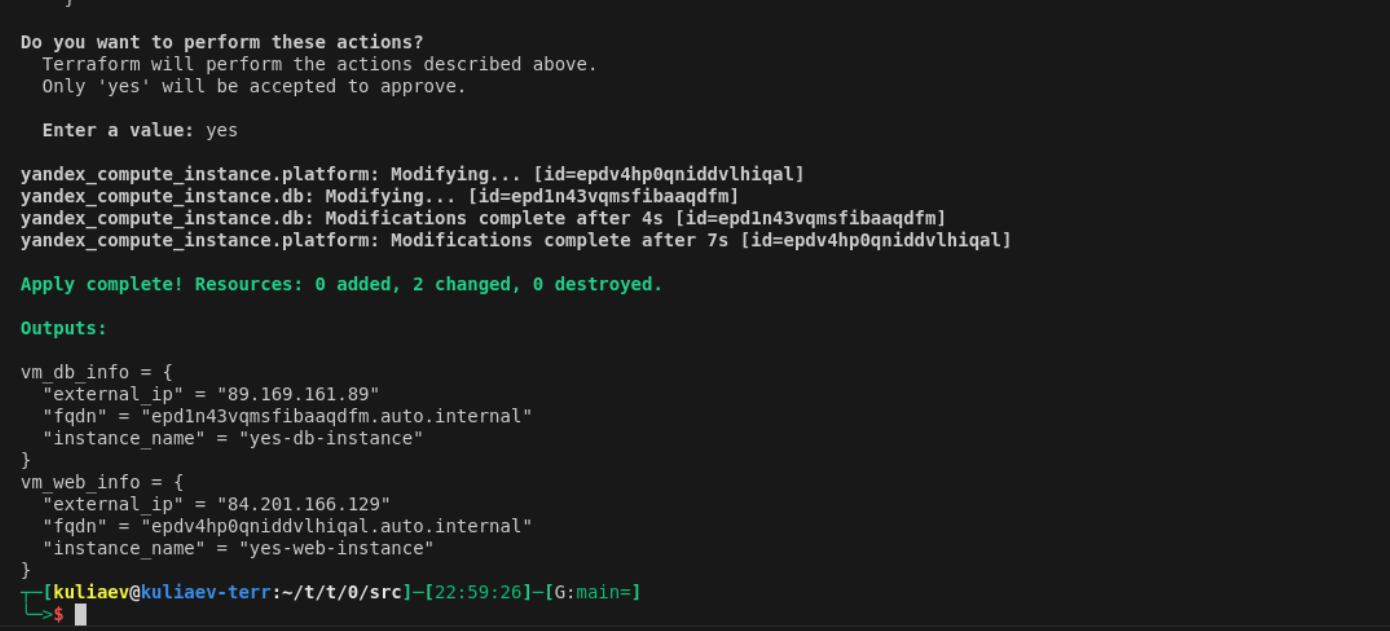 }
Do you want to perform these actions?
  Terraform will perform the actions described above.
  Only 'yes' will be accepted to approve.
  Enter a value: yes
yandex_compute_instance.platform: Modifying... [id=epdv4hp0qniddvlhiqal]
yandex_compute_instance.db: Modifying... [id=epd1n43vqmsfibaaqdfm]
yandex_compute_instance.db: Modifications complete after 4s [id=epd1n43vqmsfibaaqdfm]
yandex_compute_instance.platform: Modifications complete after 7s [id=epdv4hp0qniddvlhiqal]
Apply complete! Resources: 0 added, 2 changed, 0 destroyed.
Outputs:
vm_db_info = {
  "external_ip" = "89.169.161.89"
  "fqdn" = "epd1n43vqmsfibaaqdfm.auto.internal"
  "instance_name" = "yes-db-instance"
}
vm_web_info = {
  "external_ip" = "84.201.166.129"
  "fqdn" = "epdv4hp0qniddvlhiqal.auto.internal"
  "instance_name" = "yes-web-instance"
}
┬─[kuliaev@kuliaev-terr:~/t/t/0/src]─[22:59:26]─[G:main=]
╰─>$